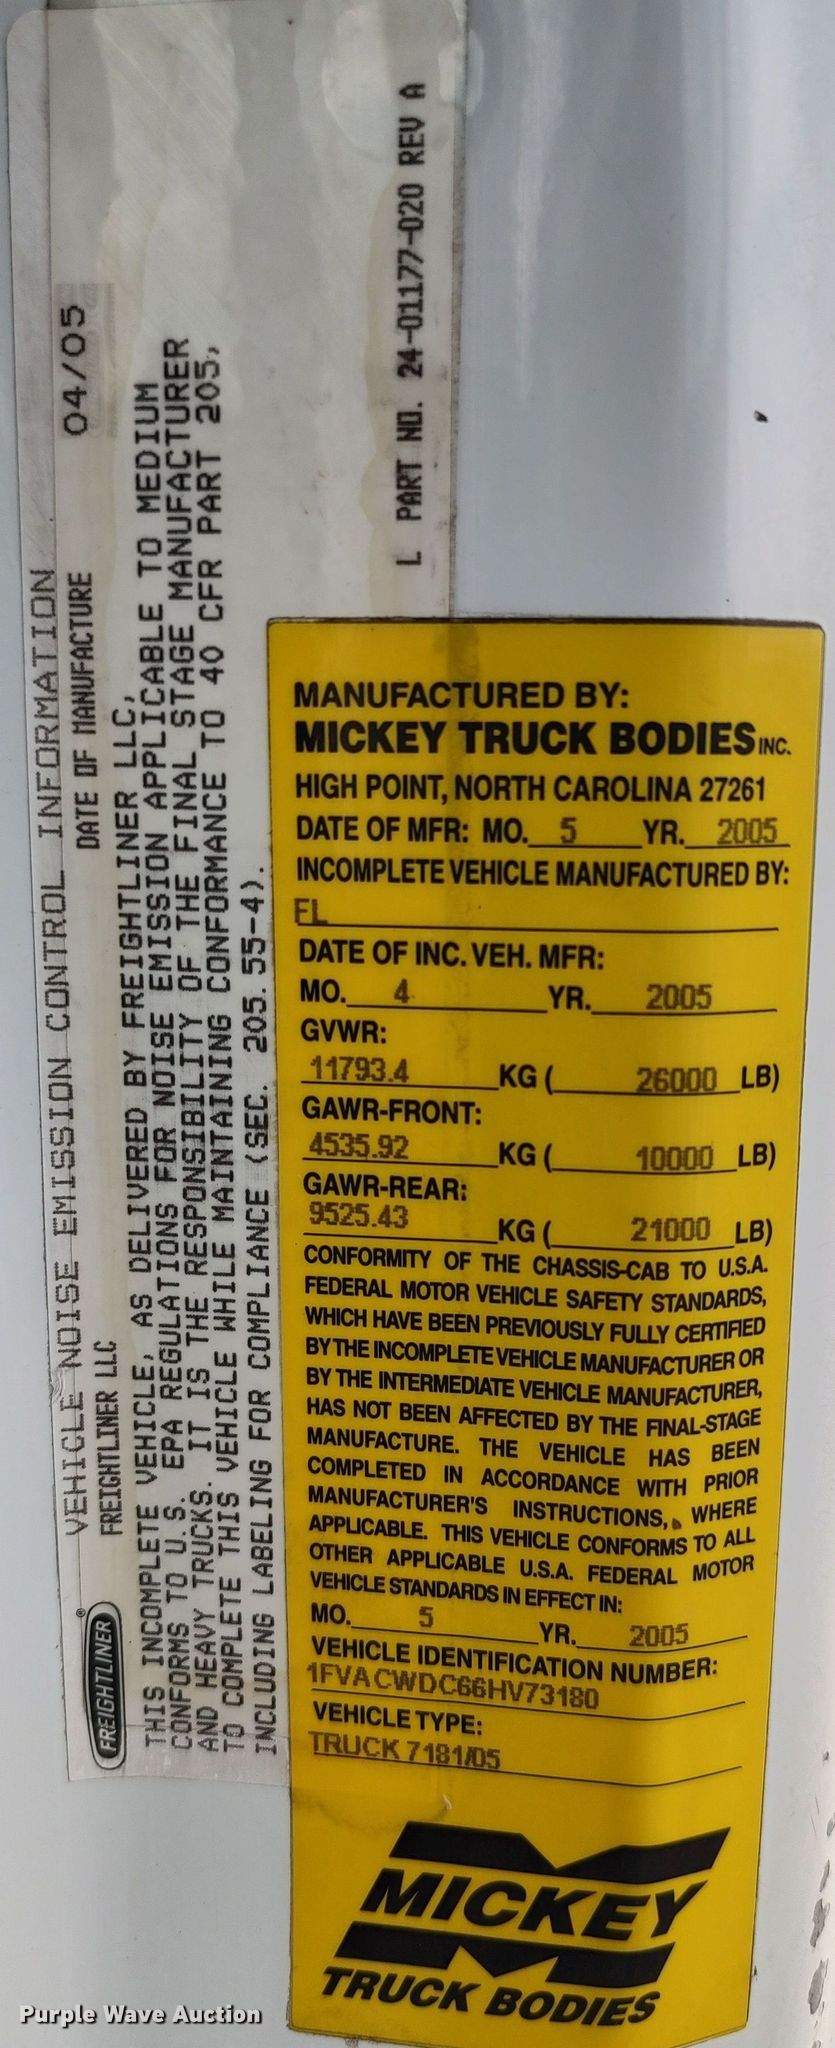 VEHICLE NOISE EMISSION CONTROL INFORMATION
FREIGHTLINER LLC DATE OF MANUFACTURE 04/05
FREIGHTLINER®
THIS INCOMPLETE VEHICLE, AS DELIVERED BY FREIGHTLINER LLC,
CONFORMS TO U.S. EPA REGULATIONS FOR NOISE EMISSION APPLICABLE TO MEDIUM
AND HEAVY TRUCKS. IT IS THE RESPONSIBILITY OF THE FINAL STAGE MANUFACTURER
TO COMPLETE THIS VEHICLE WHILE MAINTAINING CONFORMANCE TO 40 CFR PART 205,
INCLUDING LABELING FOR COMPLIANCE (SEC. 205.55-4).
L PART NO. 24-01177-020 REV A
MANUFACTURED BY:
MICKEY TRUCK BODIES INC.
HIGH POINT, NORTH CAROLINA 27261
DATE OF MFR: MO. 5 YR. 2005
INCOMPLETE VEHICLE MANUFACTURED BY:
FL
DATE OF INC. VEH. MFR:
MO. 4 YR. 2005
GVWR:
11793.4 KG ( 26000 LB)
GAWR-FRONT:
4535.92 KG ( 10000 LB)
GAWR-REAR:
9525.43 KG ( 21000 LB)
CONFORMITY OF THE CHASSIS-CAB TO U.S.A.
FEDERAL MOTOR VEHICLE SAFETY STANDARDS,
WHICH HAVE BEEN PREVIOUSLY FULLY CERTIFIED
BY THE INCOMPLETE VEHICLE MANUFACTURER OR
BY THE INTERMEDIATE VEHICLE MANUFACTURER,
HAS NOT BEEN AFFECTED BY THE FINAL-STAGE
MANUFACTURE. THE VEHICLE HAS BEEN
COMPLETED IN ACCORDANCE WITH PRIOR
MANUFACTURER'S INSTRUCTIONS, WHERE
APPLICABLE. THIS VEHICLE CONFORMS TO ALL
OTHER APPLICABLE U.S.A. FEDERAL MOTOR
VEHICLE STANDARDS IN EFFECT IN:
MO. 5 YR. 2005
VEHICLE IDENTIFICATION NUMBER:
1FVACWDC66HV73180
VEHICLE TYPE:
TRUCK 7181/05
MICKEY
TRUCK BODIES
Purple Wave Auction